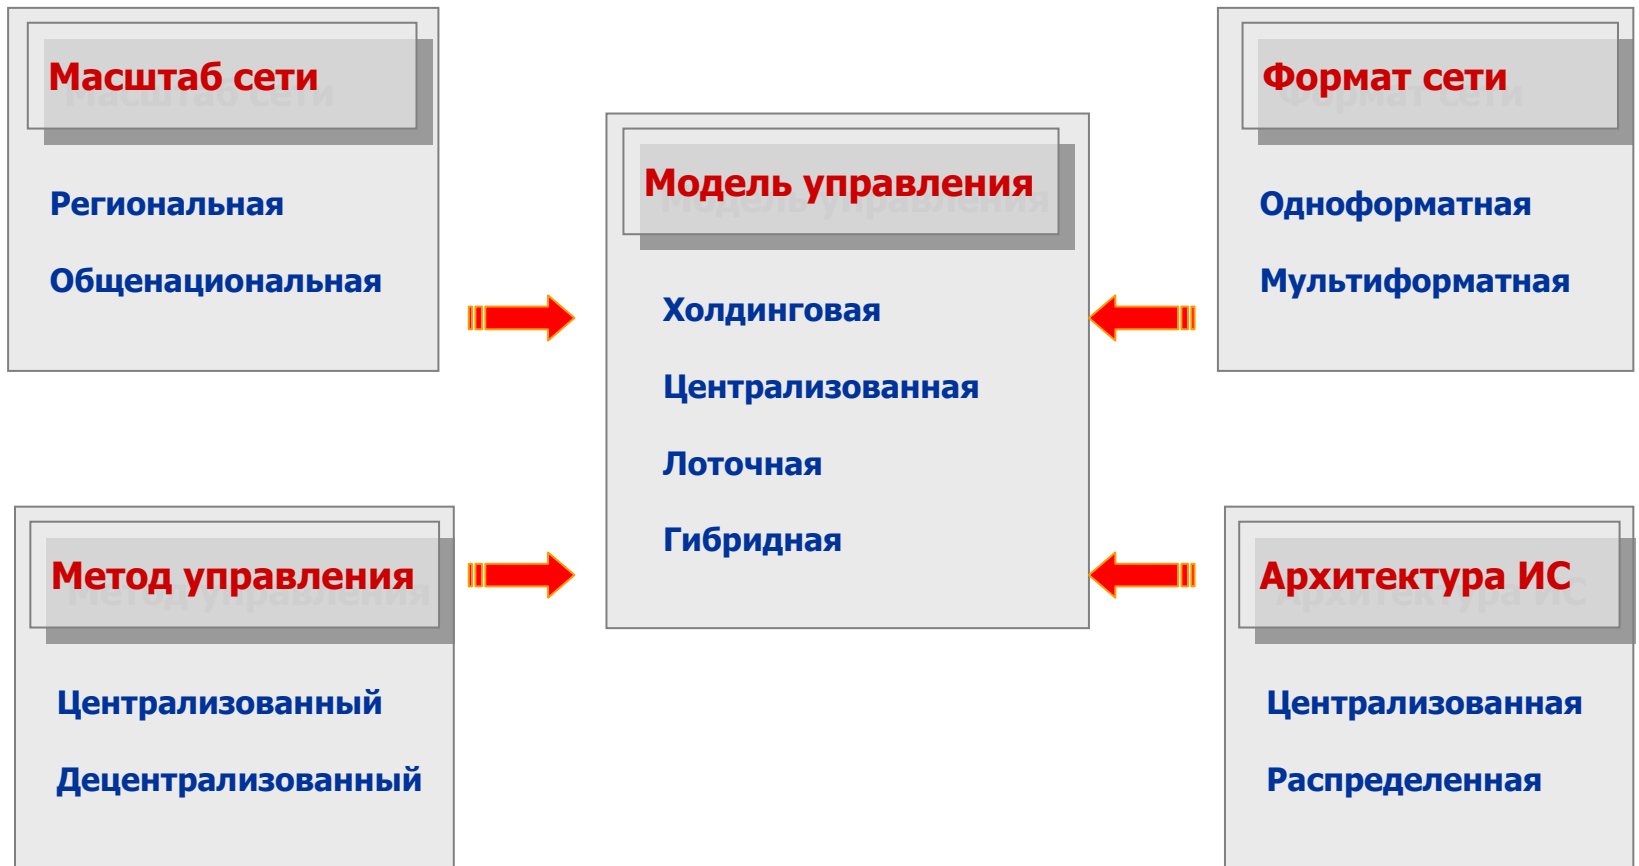 Масштаб сети
Региональная
Общенациональная
Модель управления
Холдинговая
Централизованная
Лоточная
Гибридная
Формат сети
Одноформатная
Мультиформатная
Метод управления
Централизованный
Децентрализованный
Архитектура ИС
Централизованная
Распределенная